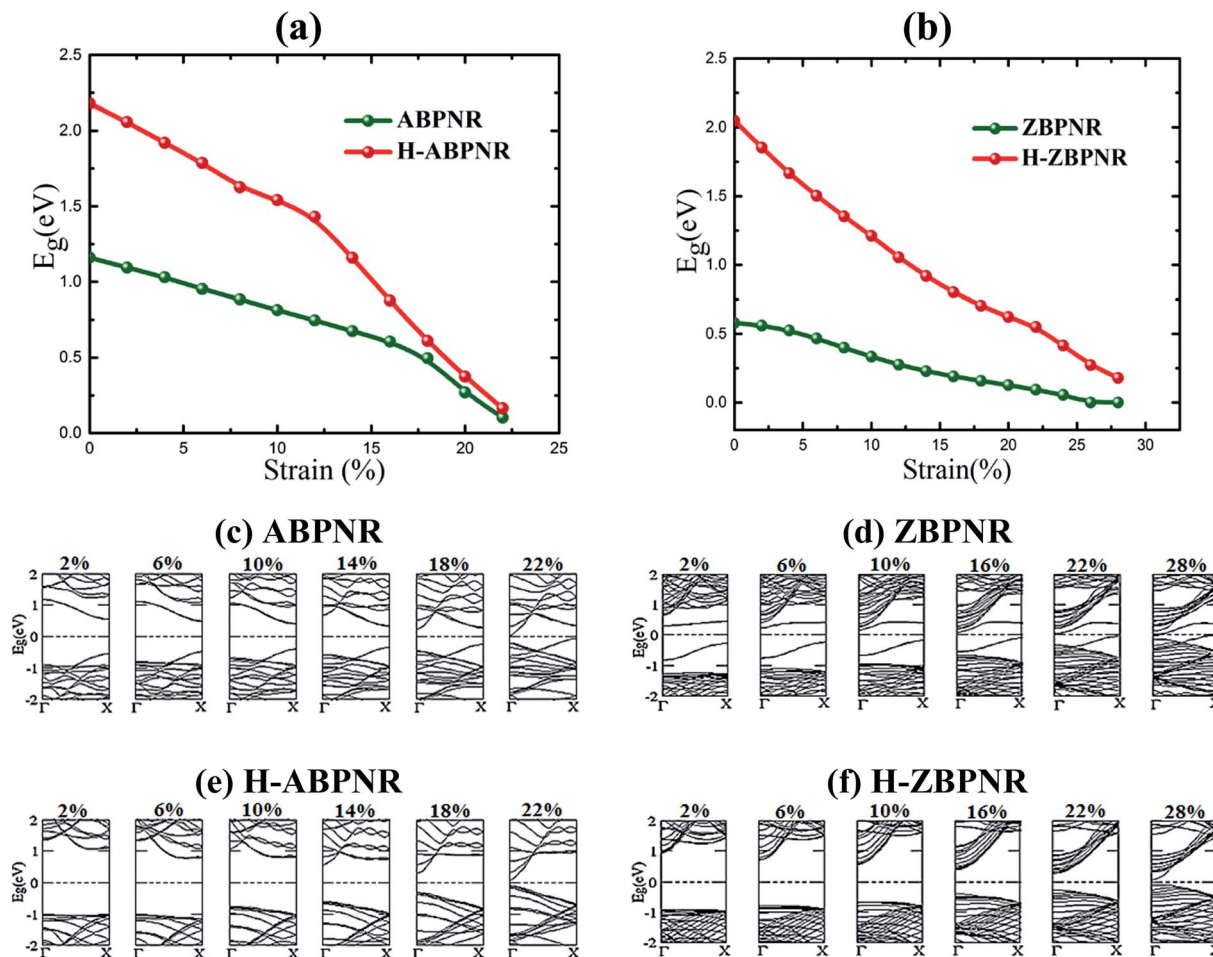 (a)
2.5
2.0
1.5
1.0
0.5
0.0
E_g(eV)
ABPNR
H-ABPNR
0 5 10 15 20 25
Strain (%)
(b)
2.5
2.0
1.5
1.0
0.5
0.0
E_g(eV)
ZBPNR
H-ZBPNR
0 5 10 15 20 25 30
Strain(%)
(c) ABPNR
2% 6% 10% 14% 18% 22%
2
1
0
-1
-2
Eg(eV)
Γ X Γ X Γ X Γ X Γ X Γ X
(d) ZBPNR
2% 6% 10% 16% 22% 28%
2
1
0
-1
-2
Eg(eV)
Γ X Γ X Γ X Γ X Γ X Γ X
(e) H-ABPNR
2% 6% 10% 14% 18% 22%
2
1
0
-1
-2
Eg(eV)
Γ X Γ X Γ X Γ X Γ X Γ X
(f) H-ZBPNR
2% 6% 10% 16% 22% 28%
2
1
0
-1
-2
Eg(eV)
Γ X Γ X Γ X Γ X Γ X Γ X